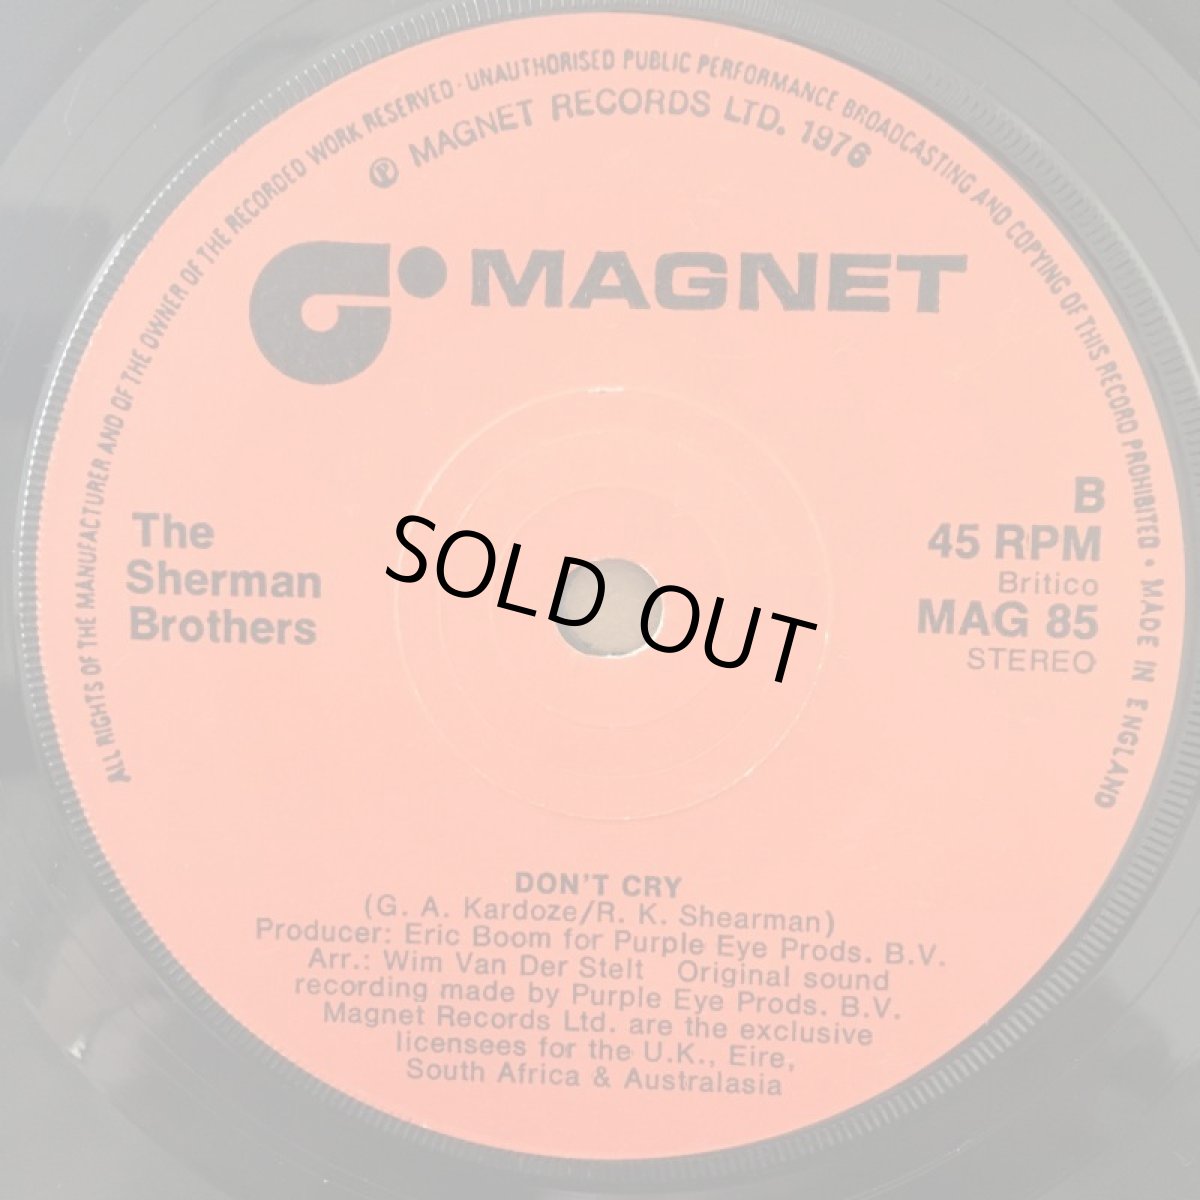 ALL RIGHTS OF THE MANUFACTURER AND OF THE OWNER OF THE RECORDED WORK RESERVED · UNAUTHORISED PUBLIC PERFORMANCE BROADCASTING AND COPYING OF THIS RECORD PROHIBITED • MADE IN ENGLAND
℗ MAGNET RECORDS LTD. 1976
MAGNET
The
Sherman
Brothers
B
45 RPM
Britico
MAG 85
STEREO
SOLD OUT
DON'T CRY
(G. A. Kardoze/R. K. Shearman)
Producer: Eric Boom for Purple Eye Prods. B.V.
Arr.: Wim Van Der Stelt Original sound
recording made by Purple Eye Prods. B.V.
Magnet Records Ltd. are the exclusive
licensees for the U.K., Eire,
South Africa & Australasia